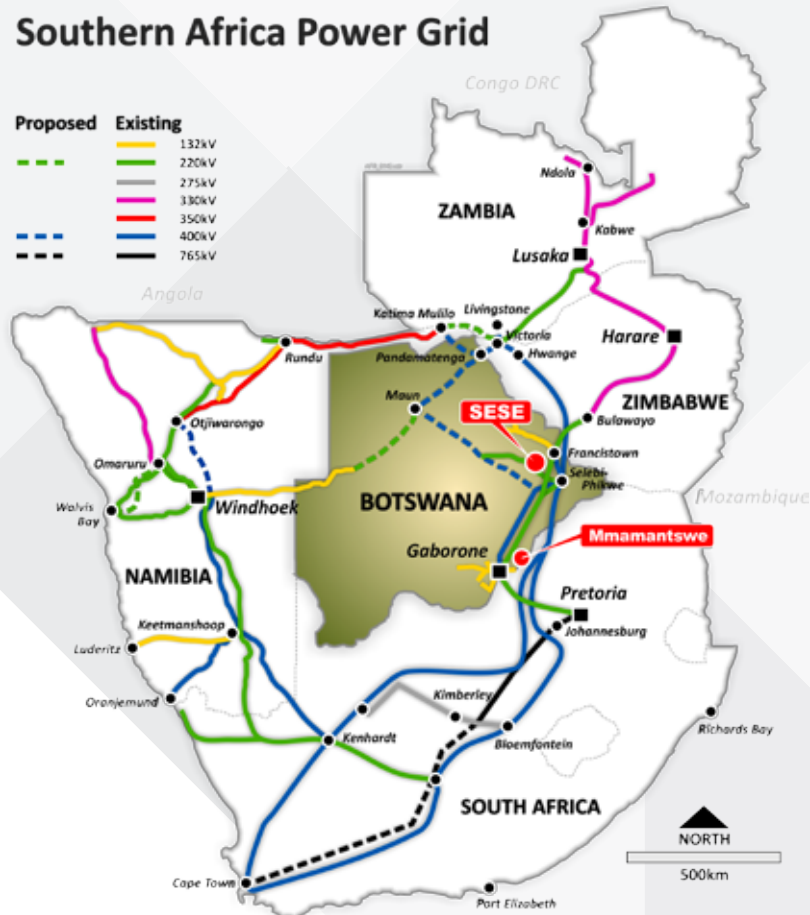 Southern Africa Power Grid
Proposed Existing
132kV
220kV
275kV
330kV
350kV
400kV
765kV
Congo DRC
Ndola
ZAMBIA
Kabwe
Lusaka
Angola
Katima Mulilo
Livingstone
Victoria
Rundu
Pandamatenga
Hwange
Harare
Maun
SESE
ZIMBABWE
Otjiwarongo
Bulawayo
Omaruru
Francistown
Selebi-
Phikwe
Walvis
Bay
Windhoek
BOTSWANA
Mozambique
Gaborone
Mmamantswe
NAMIBIA
Pretoria
Keetmanshoop
Johannesburg
Luderitz
Oranjemund
Kimberley
Kenhardt
Bloemfontein
Richards Bay
SOUTH AFRICA
NORTH
500km
Cape Town
Port Elizabeth